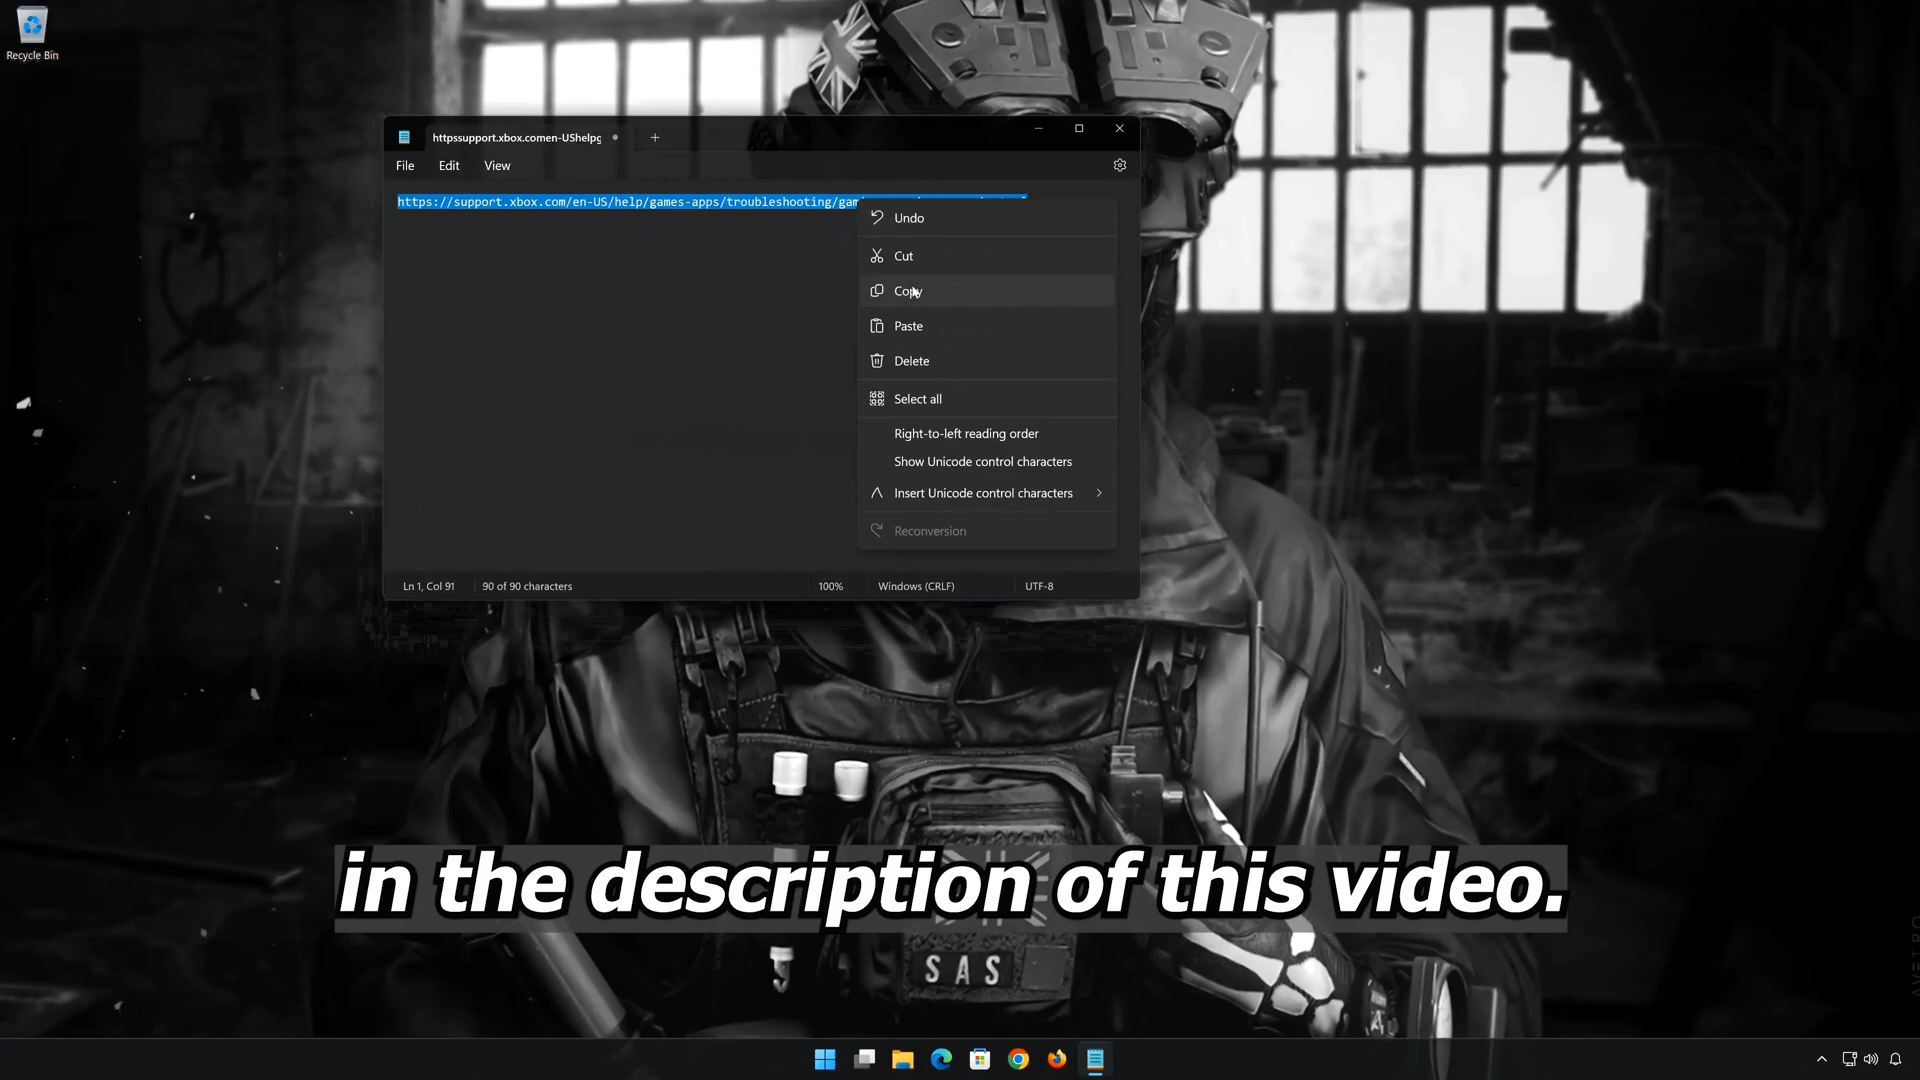 Recycle Bin
httpssupport.xbox.comen-UShelpg
File Edit View
https://support.xbox.com/en-US/help/games-apps/troubleshooting/gam
Undo
Cut
Copy
Paste
Delete
Select all
Right-to-left reading order
Show Unicode control characters
Insert Unicode control characters
Reconversion
Ln 1, Col 91 90 of 90 characters 100% Windows (CRLF) UTF-8
in the description of this video.
SAS